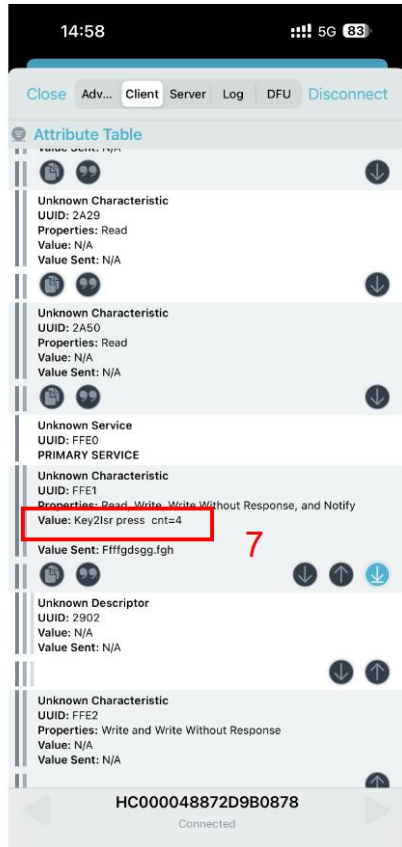 14:58 5G 83
Close Adv... Client Server Log DFU Disconnect
Attribute Table
Value Sent: N/A
Unknown Characteristic
UUID: 2A29
Properties: Read
Value: N/A
Value Sent: N/A
Unknown Characteristic
UUID: 2A50
Properties: Read
Value: N/A
Value Sent: N/A
Unknown Service
UUID: FFE0
PRIMARY SERVICE
Unknown Characteristic
UUID: FFE1
Properties: Read, Write, Write Without Response, and Notify
Value: Key2Isr press cnt=4
7
Value Sent: Ffffgdsgg.fgh
Unknown Descriptor
UUID: 2902
Value: N/A
Value Sent: N/A
Unknown Characteristic
UUID: FFE2
Properties: Write and Write Without Response
Value: N/A
Value Sent: N/A
HC000048872D9B0878
Connected